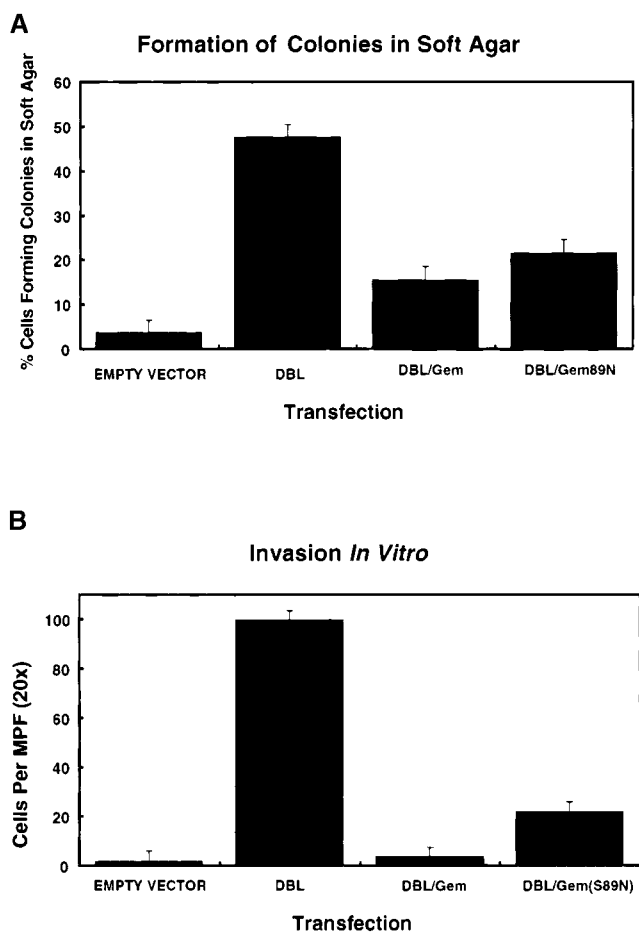 A
Formation of Colonies in Soft Agar
% Cells Forming Colonies in Soft Agar
60
50
40
30
20
10
0
EMPTY VECTOR DBL DBL/Gem DBL/Gem89N
Transfection
B
Invasion In Vitro
Cells Per MPF (20x)
100
80
60
40
20
0
EMPTY VECTOR DBL DBL/Gem DBL/Gem(S89N)
Transfection